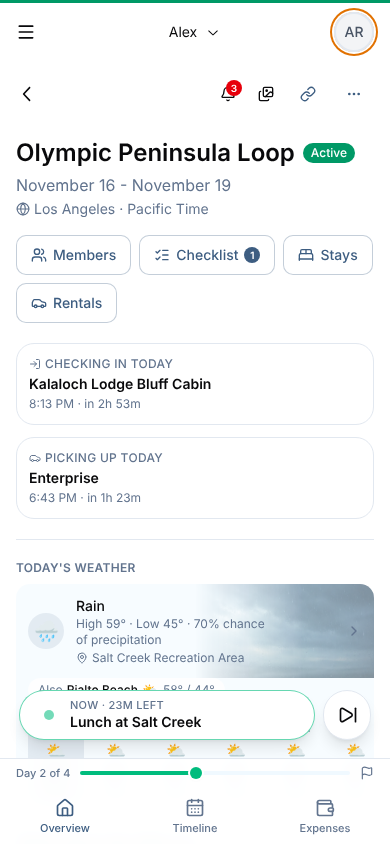 Alex
AR
3
Olympic Peninsula Loop Active
November 16 - November 19
Los Angeles · Pacific Time
Members
Checklist 1
Stays
Rentals
CHECKING IN TODAY
Kalaloch Lodge Bluff Cabin
8:13 PM · in 2h 53m
PICKING UP TODAY
Enterprise
6:43 PM · in 1h 23m
TODAY'S WEATHER
Rain
High 59° · Low 45° · 70% chance
of precipitation
Salt Creek Recreation Area
Also Rialto Beach 58° / 44°
NOW · 23M LEFT
Lunch at Salt Creek
Day 2 of 4
Overview
Timeline
Expenses